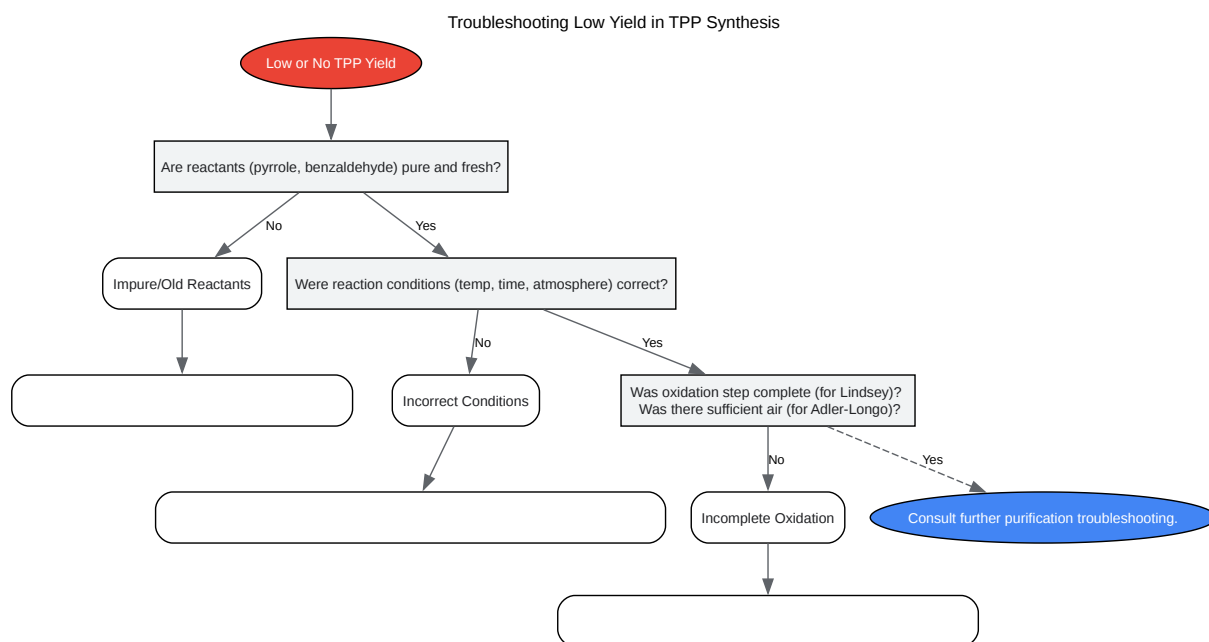 Troubleshooting Low Yield in TPP Synthesis
Low or No TPP Yield
Are reactants (pyrrole, benzaldehyde) pure and fresh?
No
Yes
Impure/Old Reactants
Were reaction conditions (temp, time, atmosphere) correct?
No
Yes
Incorrect Conditions
Was oxidation step complete (for Lindsey)?
Was there sufficient air (for Adler-Longo)?
No
Yes
Incomplete Oxidation
Consult further purification troubleshooting.